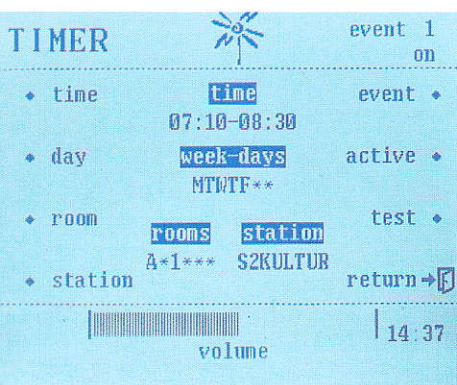 TIMER event 1
on
time time event
07:10-08:30
day week-days active
MTWTF**
room rooms station test
A*1*** S2KULTUR
station return
14:37
volume